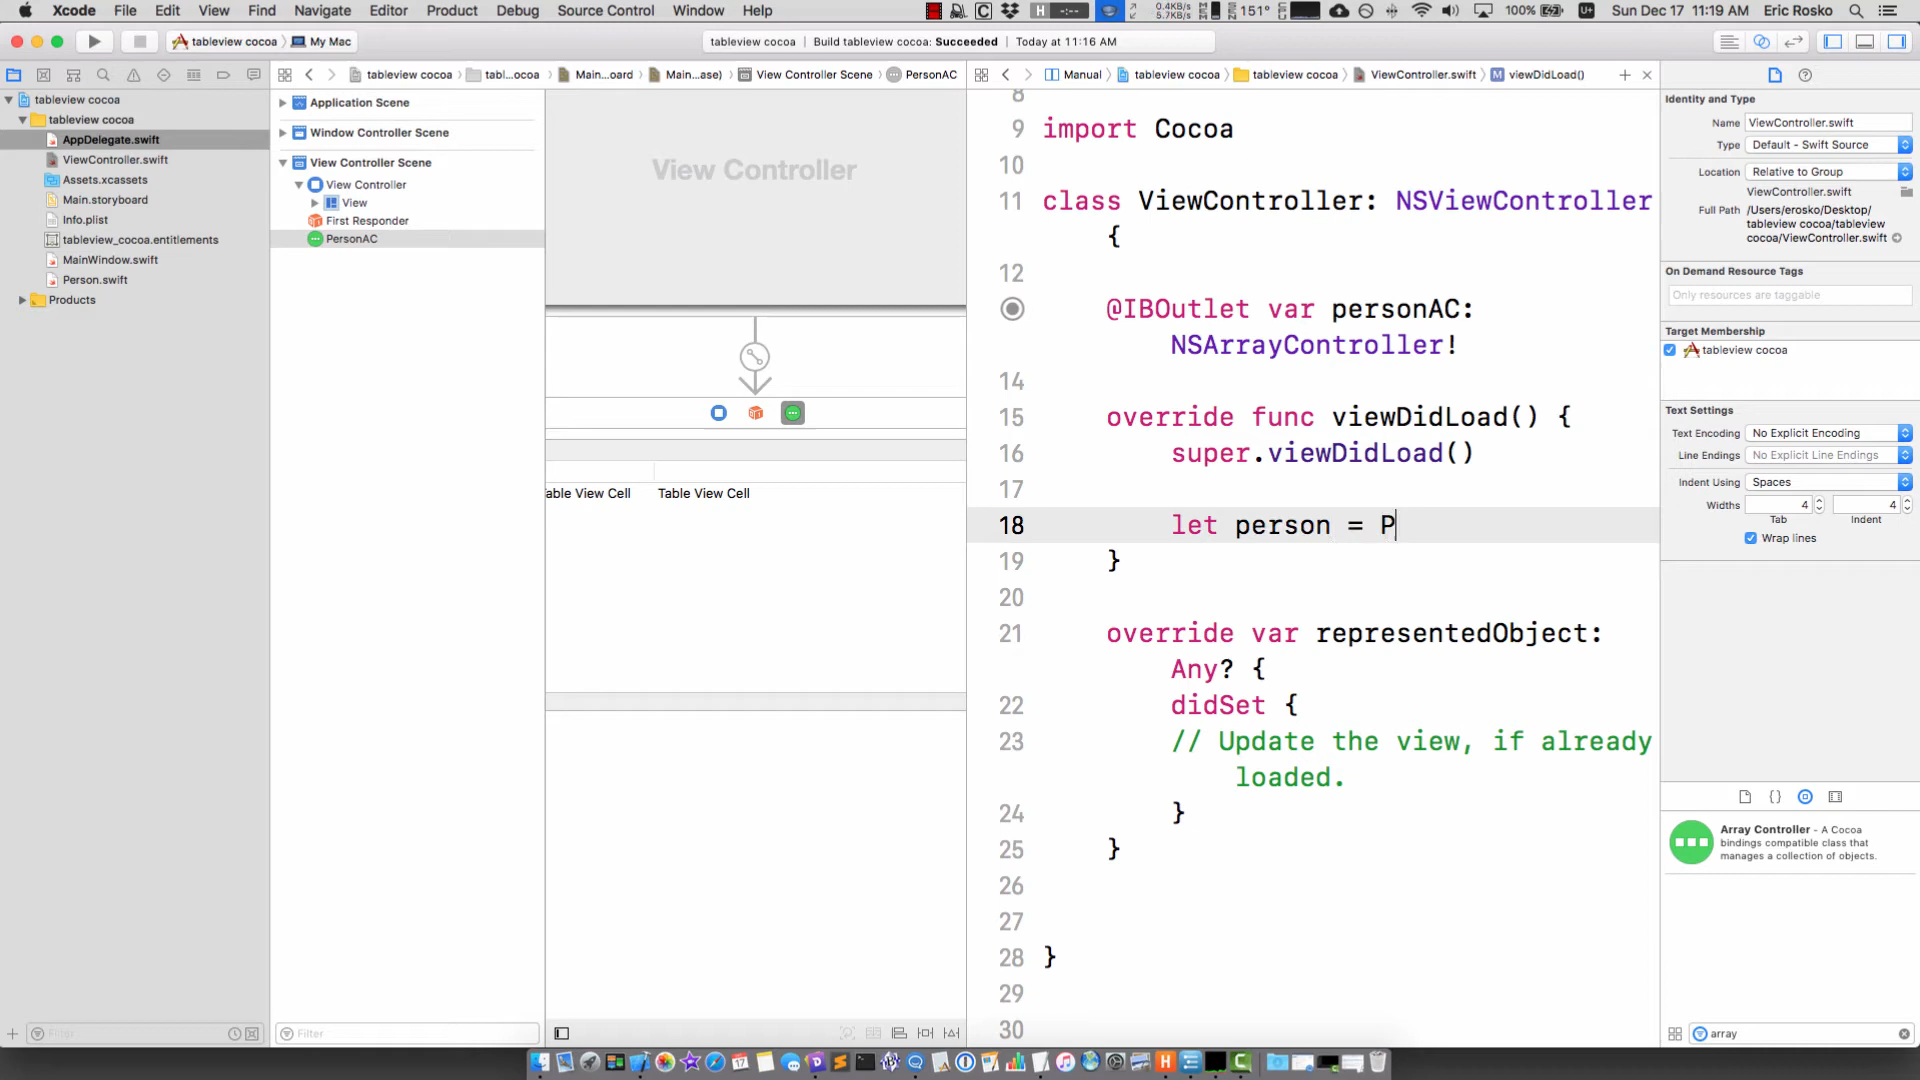 Xcode File Edit View Find Navigate Editor Product Debug Source Control Window Help
0.4KB/s
5.7KB/s
151° 100% Sun Dec 17 11:19 AM Eric Rosko
tableview cocoa My Mac
tableview cocoa | Build tableview cocoa: Succeeded | Today at 11:16 AM
tableview cocoa tabl...ocoa Main...oard Main...ase) View Controller Scene PersonAC
Manual tableview cocoa tableview cocoa ViewController.swift M viewDidLoad()
tableview cocoa
tableview cocoa
AppDelegate.swift
ViewController.swift
Assets.xcassets
Main.storyboard
Info.plist
tableview_cocoa.entitlements
MainWindow.swift
Person.swift
Products
Filter
Application Scene
Window Controller Scene
View Controller Scene
View Controller
View
First Responder
PersonAC
Filter
View Controller
able View Cell Table View Cell
8
9 import Cocoa
10
11 class ViewController: NSViewController
{
12
@IBOutlet var personAC:
NSArrayController!
14
15 override func viewDidLoad() {
16 super.viewDidLoad()
17
18 let person = P
19 }
20
21 override var representedObject:
Any? {
22 didSet {
23 // Update the view, if already
loaded.
24 }
25 }
26
27
28 }
29
30
Identity and Type
Name ViewController.swift
Type Default - Swift Source
Location Relative to Group
ViewController.swift
Full Path /Users/erosko/Desktop/
tableview cocoa/tableview
cocoa/ViewController.swift
On Demand Resource Tags
Only resources are taggable
Target Membership
tableview cocoa
Text Settings
Text Encoding No Explicit Encoding
Line Endings No Explicit Line Endings
Indent Using Spaces
Widths 4 4
Tab Indent
Wrap lines
Array Controller - A Cocoa
bindings compatible class that
manages a collection of objects.
array